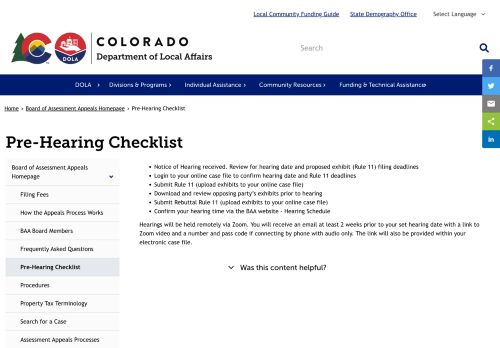 Local Community Funding Guide State Demography Office Select Language
COLORADO
Department of Local Affairs
DOLA
Search
DOLA Divisions & Programs Individual Assistance Community Resources Funding & Technical Assistance
Home › Board of Assessment Appeals Homepage › Pre-Hearing Checklist
Pre-Hearing Checklist
Board of Assessment Appeals Homepage
Filing Fees
How the Appeals Process Works
BAA Board Members
Frequently Asked Questions
Pre-Hearing Checklist
Procedures
Property Tax Terminology
Search for a Case
Assessment Appeals Processes
• Notice of Hearing received. Review for hearing date and proposed exhibit (Rule 11) filing deadlines
• Login to your online case file to confirm hearing date and Rule 11 deadlines
• Submit Rule 11 (upload exhibits to your online case file)
• Download and review opposing party's exhibits prior to hearing
• Submit Rebuttal Rule 11 (upload exhibits to your online case file)
• Confirm your hearing time via the BAA website - Hearing Schedule
Hearings will be held remotely via Zoom. You will receive an email at least 2 weeks prior to your set hearing date with a link to
Zoom video and a number and pass code if connecting by phone with audio only. The link will also be provided within your
electronic case file.
Was this content helpful?